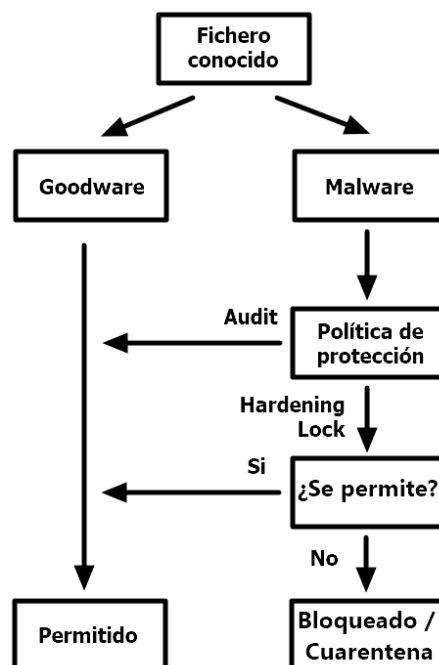 Fichero
conocido
Goodware
Malware
Audit
Política de
protección
Hardening
Lock
Si
¿Se permite?
No
Permitido
Bloqueado /
Cuarentena